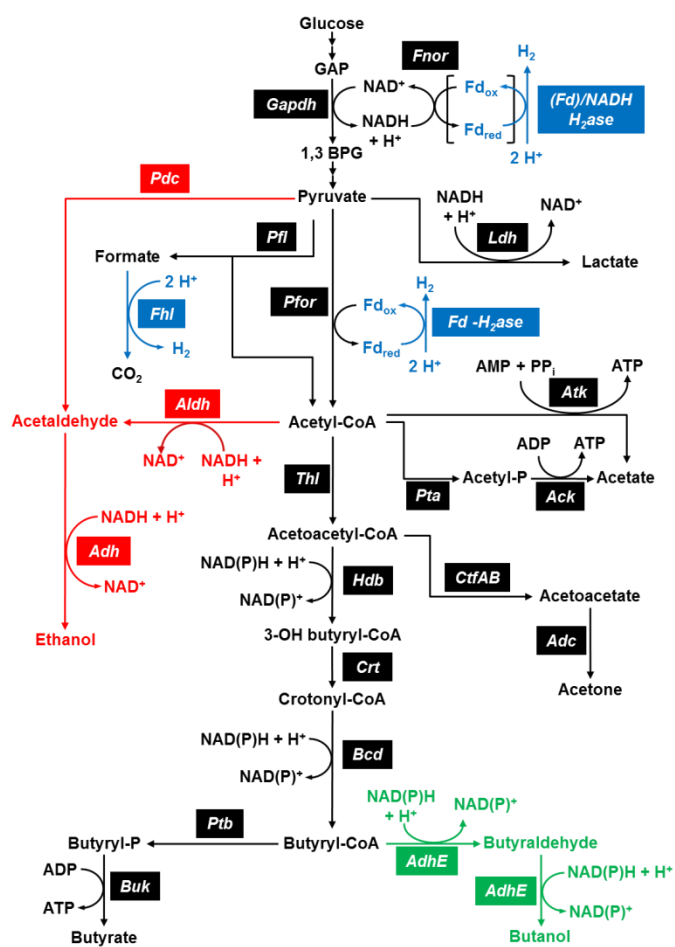 Glucose
Fnor
H₂
GAP
NAD⁺
Fdox
(Fd)/NADH
H₂ase
Gapdh
NADH
+ H⁺
Fdred
2 H⁺
1,3 BPG
Pdc
Pyruvate
NADH
+ H⁺
NAD⁺
Pfl
Ldh
Formate
Lactate
2 H⁺
Pfor
H₂
Fhl
Fdox
Fd -H₂ase
H₂
Fdred
2 H⁺
CO₂
AMP + PPi
ATP
Atk
Aldh
Acetaldehyde
Acetyl-CoA
NAD⁺
NADH +
H⁺
ADP
ATP
Thl
Acetyl-P
Acetate
Pta
Ack
NADH + H⁺
Acetoacetyl-CoA
Adh
NAD(P)H + H⁺
Hdb
CtfAB
NAD⁺
NAD(P)⁺
Acetoacetate
Ethanol
3-OH butyryl-CoA
Adc
Crt
Acetone
Crotonyl-CoA
NAD(P)H + H⁺
Bcd
NAD(P)⁺
NAD(P)H
+ H⁺
NAD(P)⁺
Ptb
Butyryl-P
Butyryl-CoA
Butyraldehyde
AdhE
ADP
Buk
ATP
AdhE
NAD(P)H + H⁺
NAD(P)⁺
Butyrate
Butanol